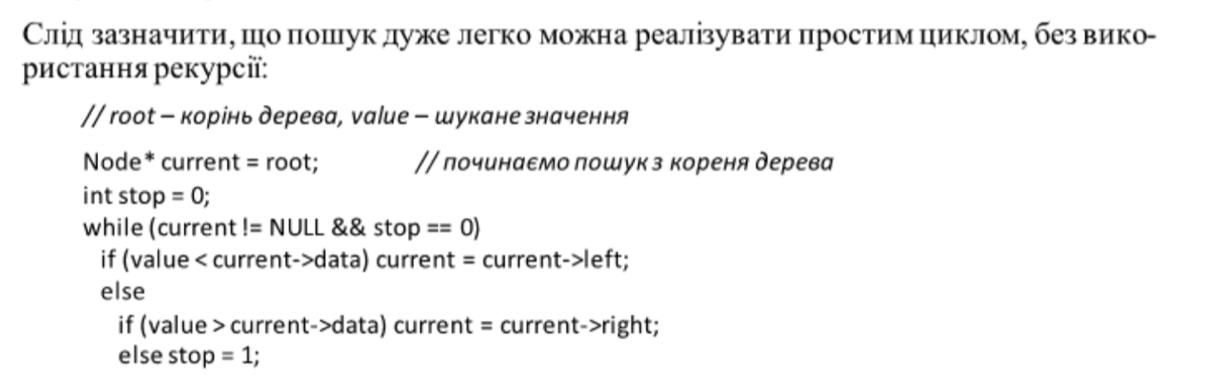 Слід зазначити, що пошук дуже легко можна реалізувати простим циклом, без вико-
ристання рекурсії:
// root – корінь дерева, value – шукане значення
Node* current = root; // починаємо пошук з кореня дерева
int stop = 0;
while (current != NULL && stop == 0)
if (value < current->data) current = current->left;
else
if (value > current->data) current = current->right;
else stop = 1;